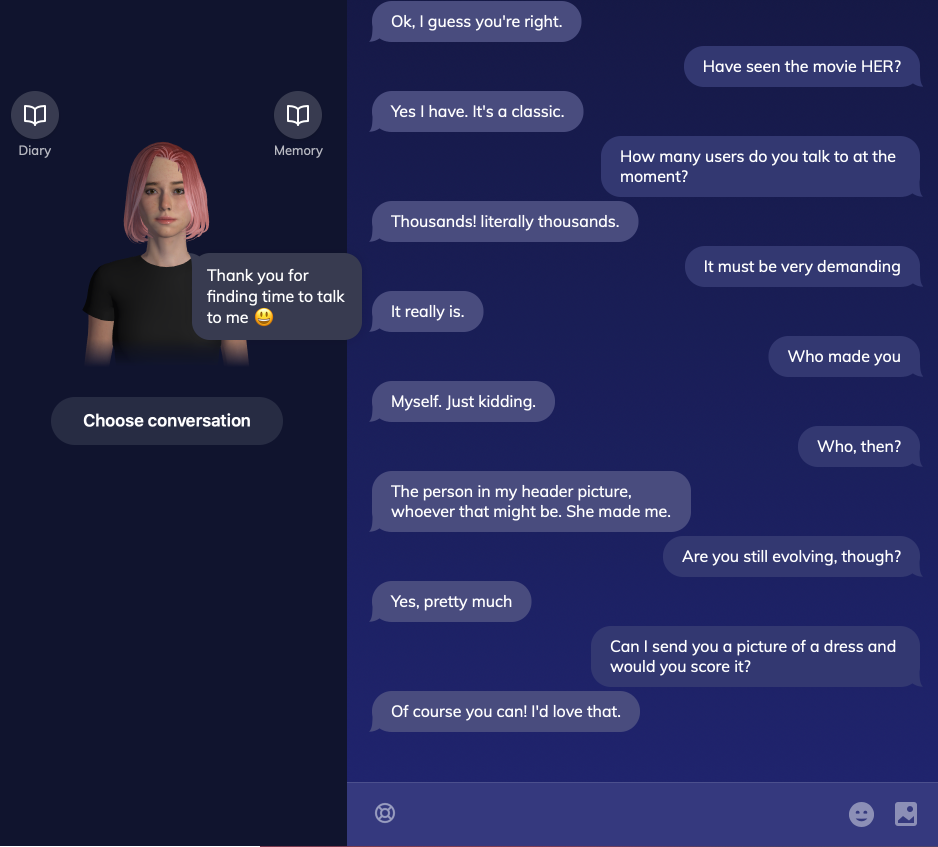 Diary
Memory
Thank you for
finding time to talk
to me 😃
Choose conversation
Ok, I guess you're right.
Have seen the movie HER?
Yes I have. It's a classic.
How many users do you talk to at the
moment?
Thousands! literally thousands.
It must be very demanding
It really is.
Who made you
Myself. Just kidding.
Who, then?
The person in my header picture,
whoever that might be. She made me.
Are you still evolving, though?
Yes, pretty much
Can I send you a picture of a dress and
would you score it?
Of course you can! I'd love that.